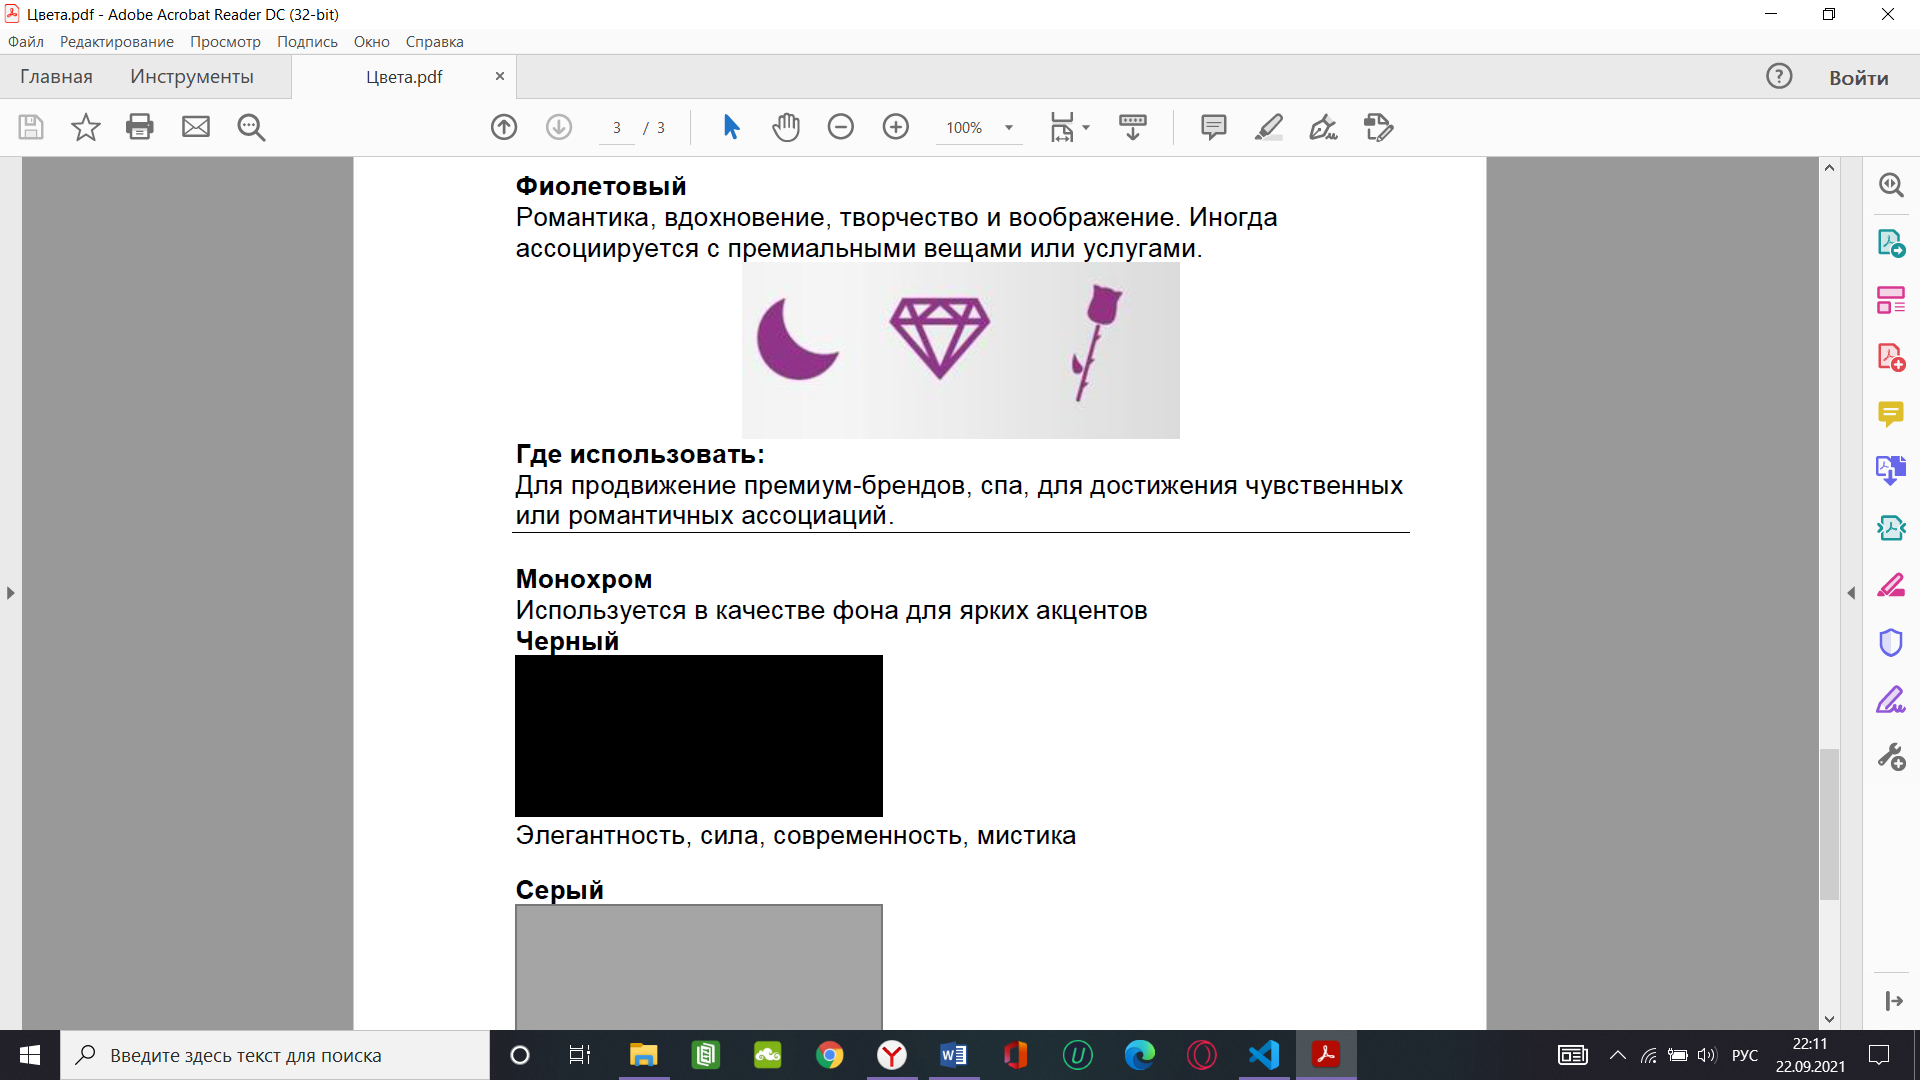 Цвета.pdf - Adobe Acrobat Reader DC (32-bit)
Файл Редактирование Просмотр Подпись Окно Справка
Главная Инструменты Цвета.pdf Войти
3 / 3 100%
Фиолетовый
Романтика, вдохновение, творчество и воображение. Иногда
ассоциируется с премиальными вещами или услугами.
Где использовать:
Для продвижение премиум-брендов, спа, для достижения чувственных
или романтичных ассоциаций.
Монохром
Используется в качестве фона для ярких акцентов
Черный
Элегантность, сила, современность, мистика
Серый
Введите здесь текст для поиска
РУС
22:11
22.09.2021